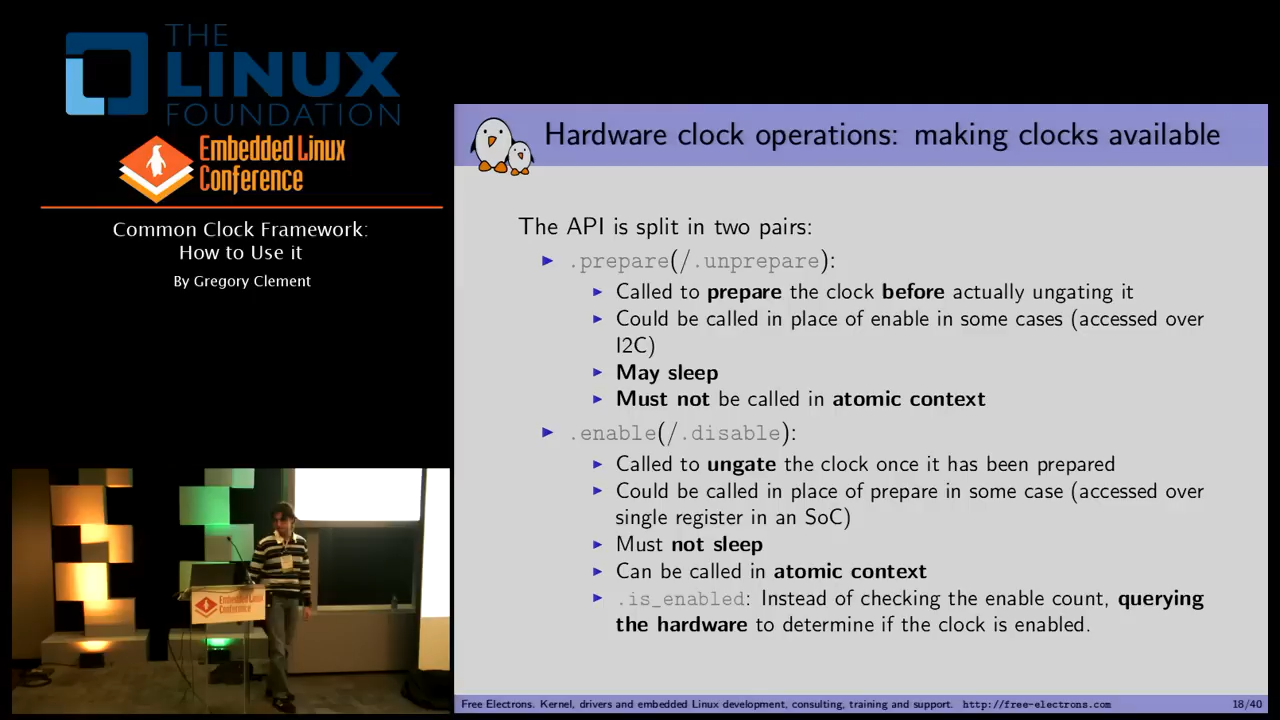 THE
LINUX
FOUNDATION
Embedded Linux
Conference
Common Clock Framework:
How to Use it
By Gregory Clement
Hardware clock operations: making clocks available
The API is split in two pairs:
.prepare(/.unprepare):
Called to prepare the clock before actually ungating it
Could be called in place of enable in some cases (accessed over
I2C)
May sleep
Must not be called in atomic context
.enable(/.disable):
Called to ungate the clock once it has been prepared
Could be called in place of prepare in some case (accessed over
single register in an SoC)
Must not sleep
Can be called in atomic context
.is_enabled: Instead of checking the enable count, querying
the hardware to determine if the clock is enabled.
Embedded Linux
Conference
Free Electrons. Kernel, drivers and embedded Linux development, consulting, training and support. http://free-electrons.com 18/40